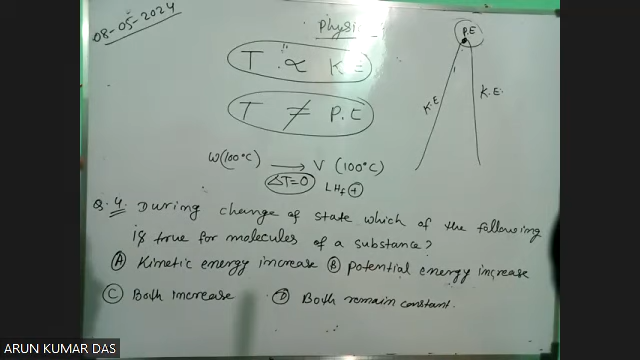 08-05-2024
Physics
T ∝ K.E
T ≠ P.E
P.E
K.E
K.E.
W(100°C) → V (100°C)
ΔT=0 LHf +
Q.4. During change of state which of the following
is true for molecules of a substance?
(A) Kinetic energy increase (B) Potential energy increase
(C) Both increase (D) Both remain constant.
ARUN KUMAR DAS